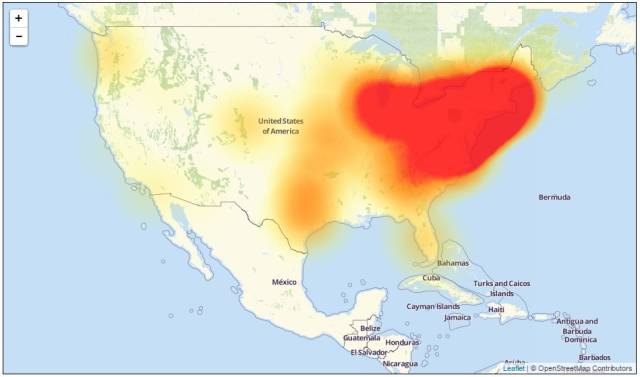 +
−
United States
of America
Bermuda
Bahamas
México
Cuba
Turks and Caicos
Islands
Cayman Islands
Haiti
Jamaica
Antigua and
Barbuda
Belize
Guatemala
Dominica
Honduras
El Salvador
Barbados
Nicaragua
Aruba
Leaflet | © OpenStreetMap Contributors